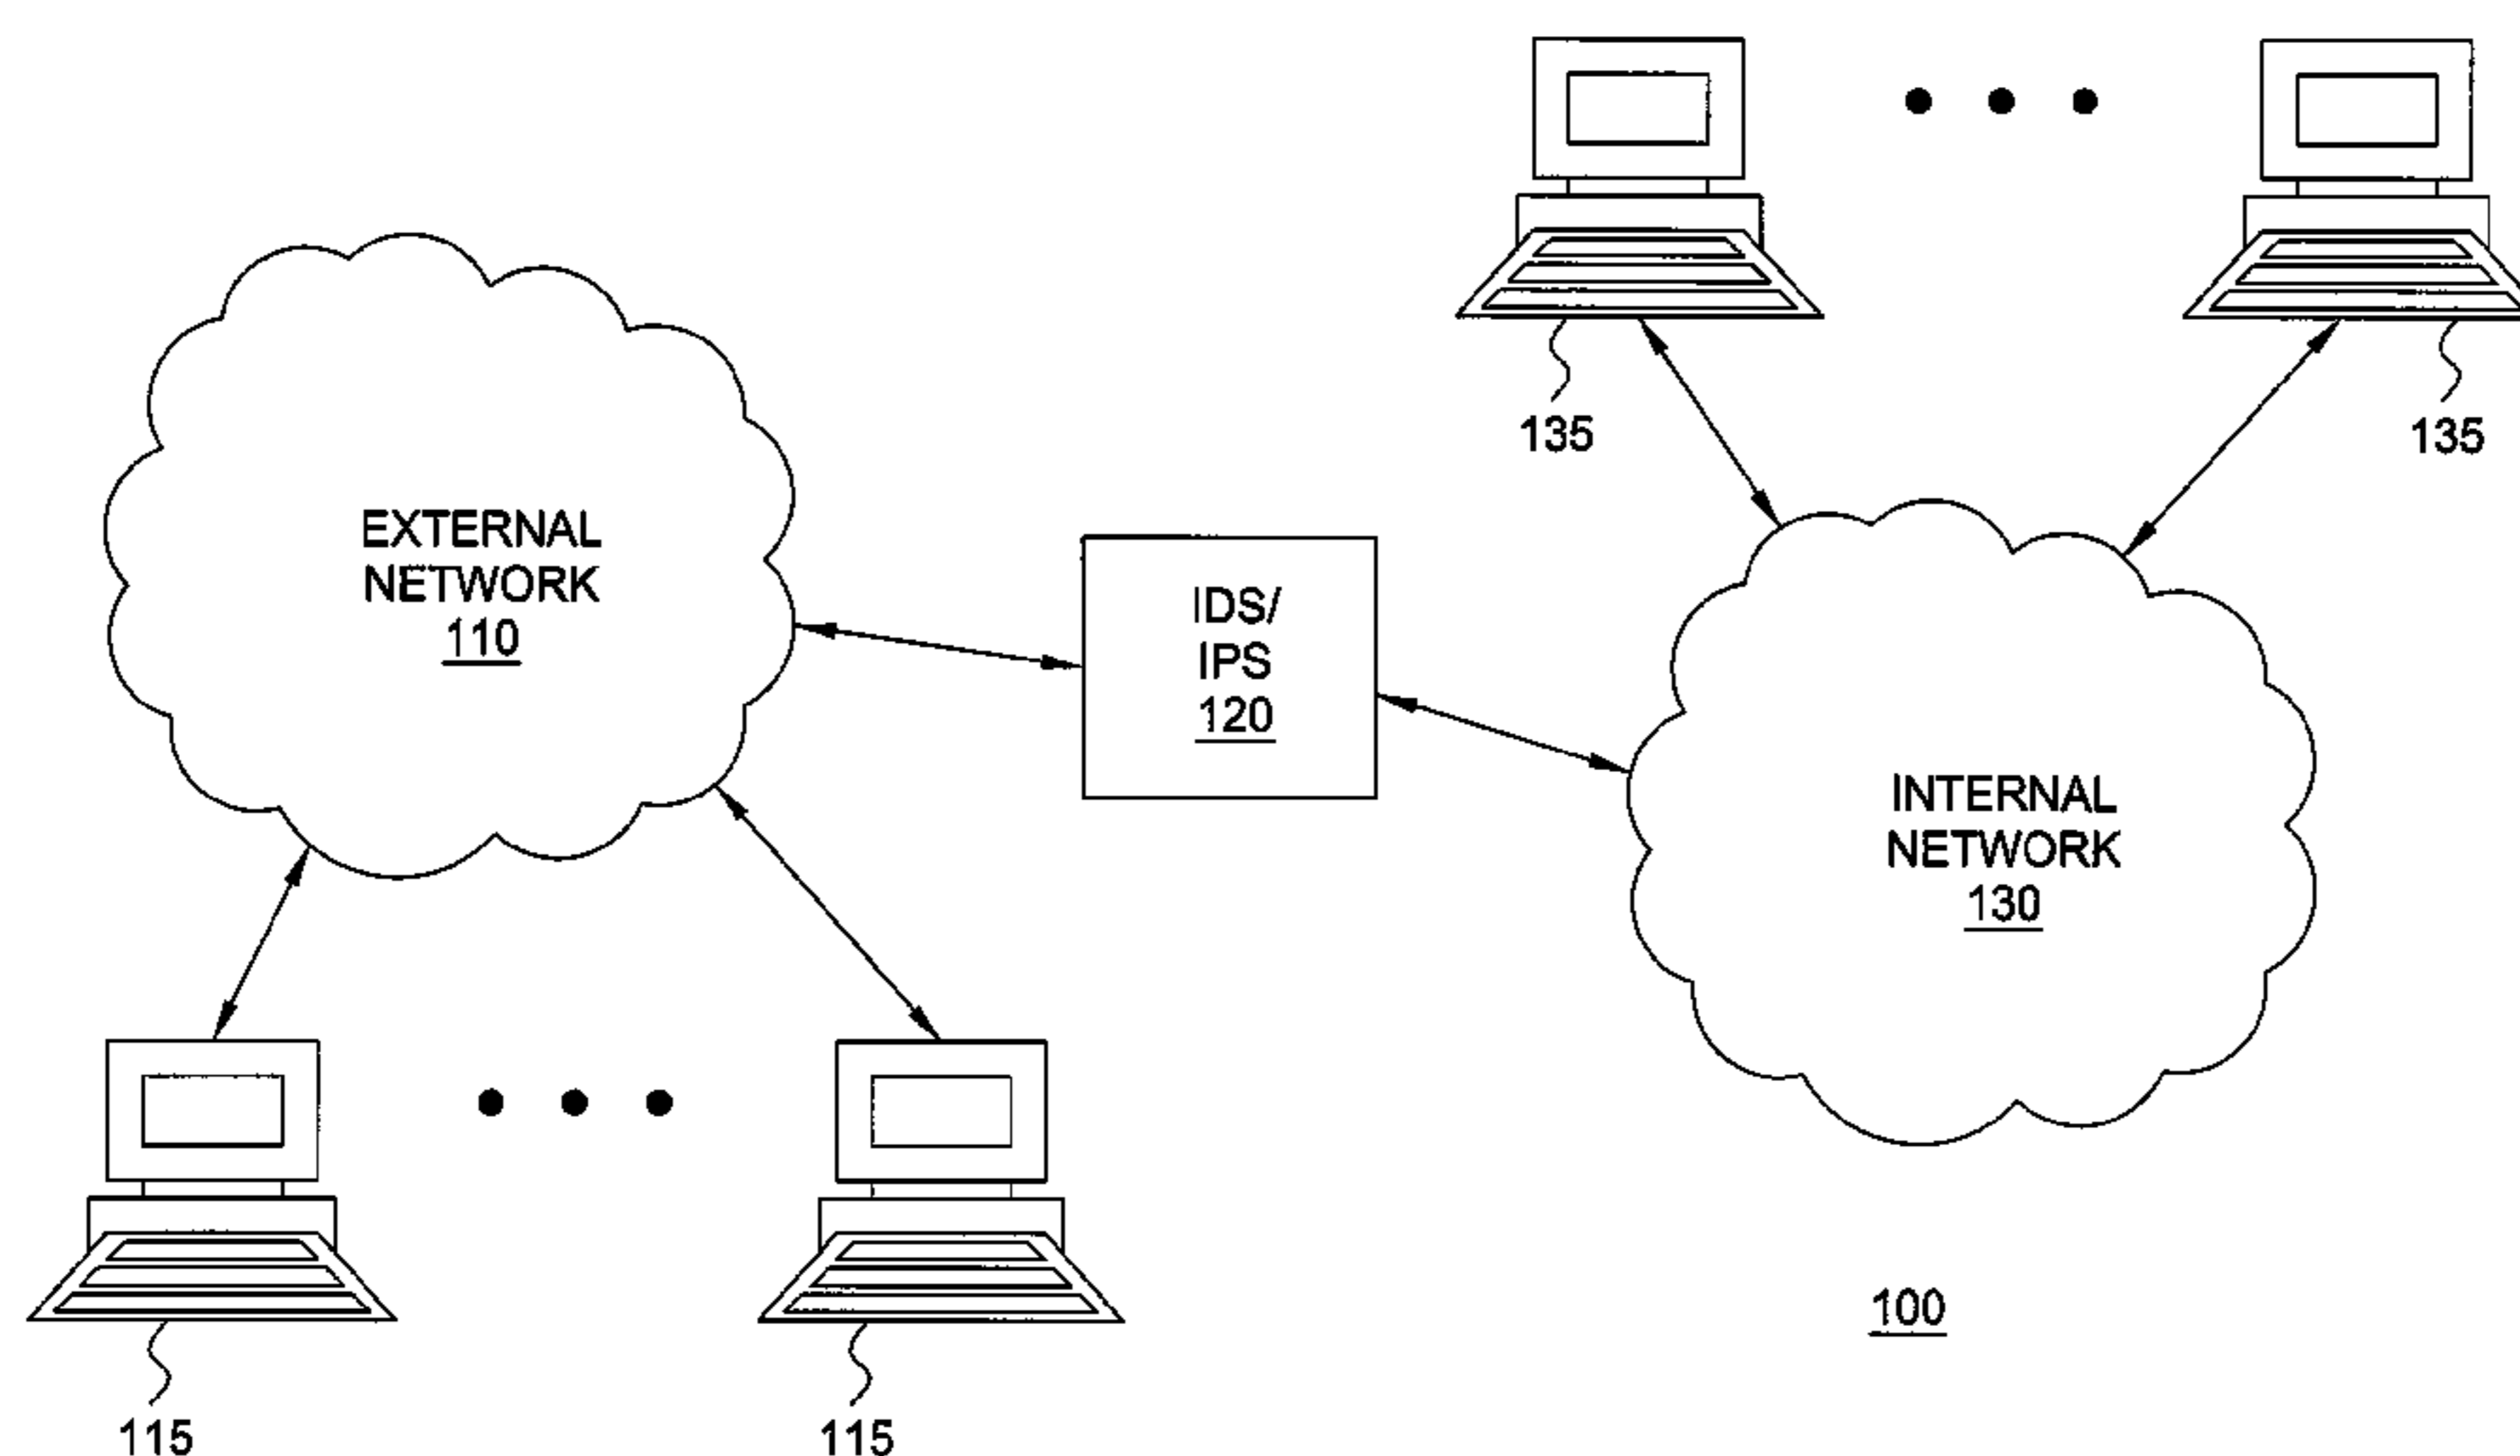 135
135
EXTERNAL
NETWORK
110
IDS/
IPS
120
INTERNAL
NETWORK
130
100
115
115